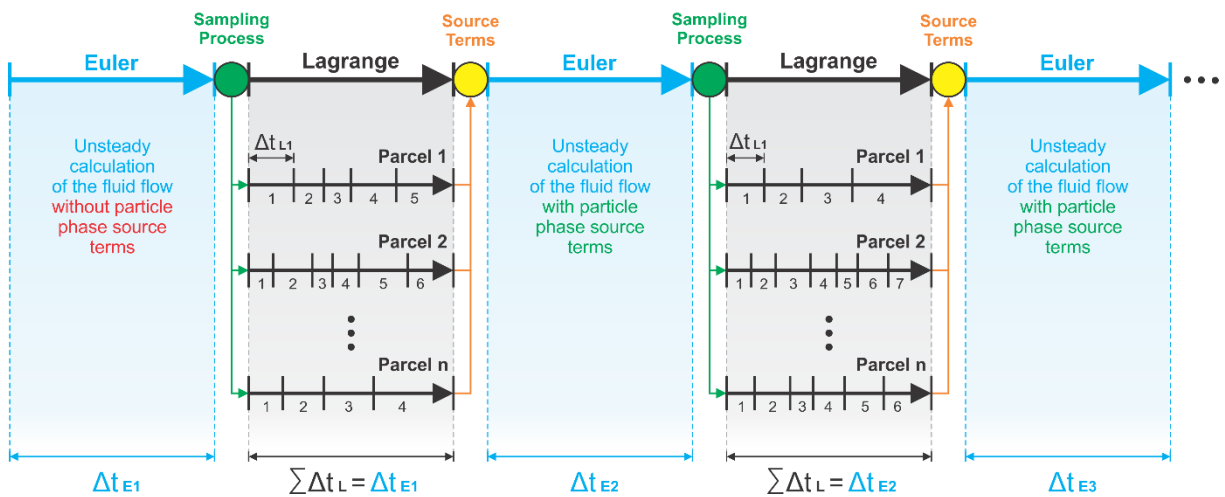 Sampling
Process
Source
Terms
Sampling
Process
Source
Terms
Euler
Lagrange
Euler
Lagrange
Euler
Unsteady
calculation
of the fluid flow
without particle
phase source
terms
Δt L1
Parcel 1
1 2 3 4 5
Parcel 2
1 2 3 4 5 6
Parcel n
1 2 3 4
Unsteady
calculation
of the fluid flow
with particle
phase source
terms
Δt L1
Parcel 1
1 2 3 4
Parcel 2
1 2 3 4 5 6 7
Parcel n
1 2 3 4 5 6
Unsteady
calculation
of the fluid flow
with particle
phase source
terms
Δt E1
∑Δt L = Δt E1
Δt E2
∑Δt L = Δt E2
Δt E3